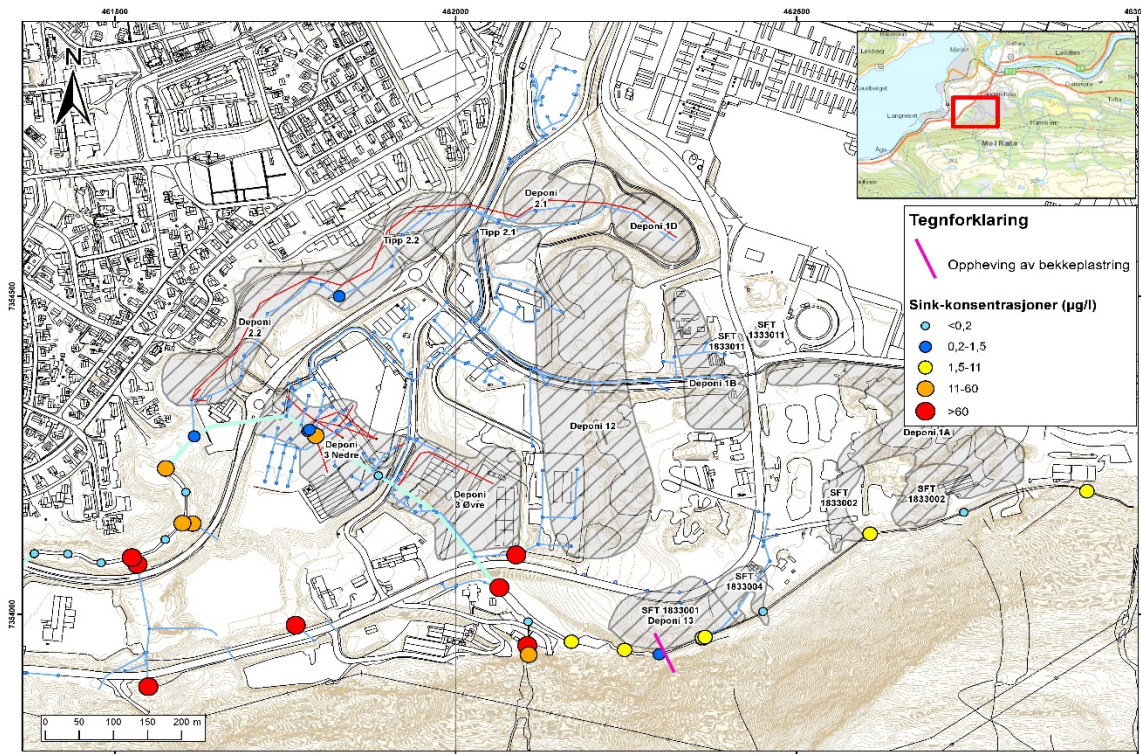 461500
462000
462500
4630
N
7354500
7354000
Mo i Rana
Langneset
Tegnforklaring
Oppheving av bekkeplastring
Sink-konsentrasjoner (µg/l)
<0,2
0,2-1,5
1,5-11
11-60
>60
Deponi
2.1
Deponi 1D
Tipp 2.2
Tipp 2.1
Deponi
2.2
SFT
1833011
SFT
1333011
Deponi 1B
Deponi 12
Deponi 1A
Deponi
3 Nedre
Deponi
3 Øvre
SFT
1833002
SFT
1833002
SFT
1833004
SFT 1833001
Deponi 13
0 50 100 150 200 m